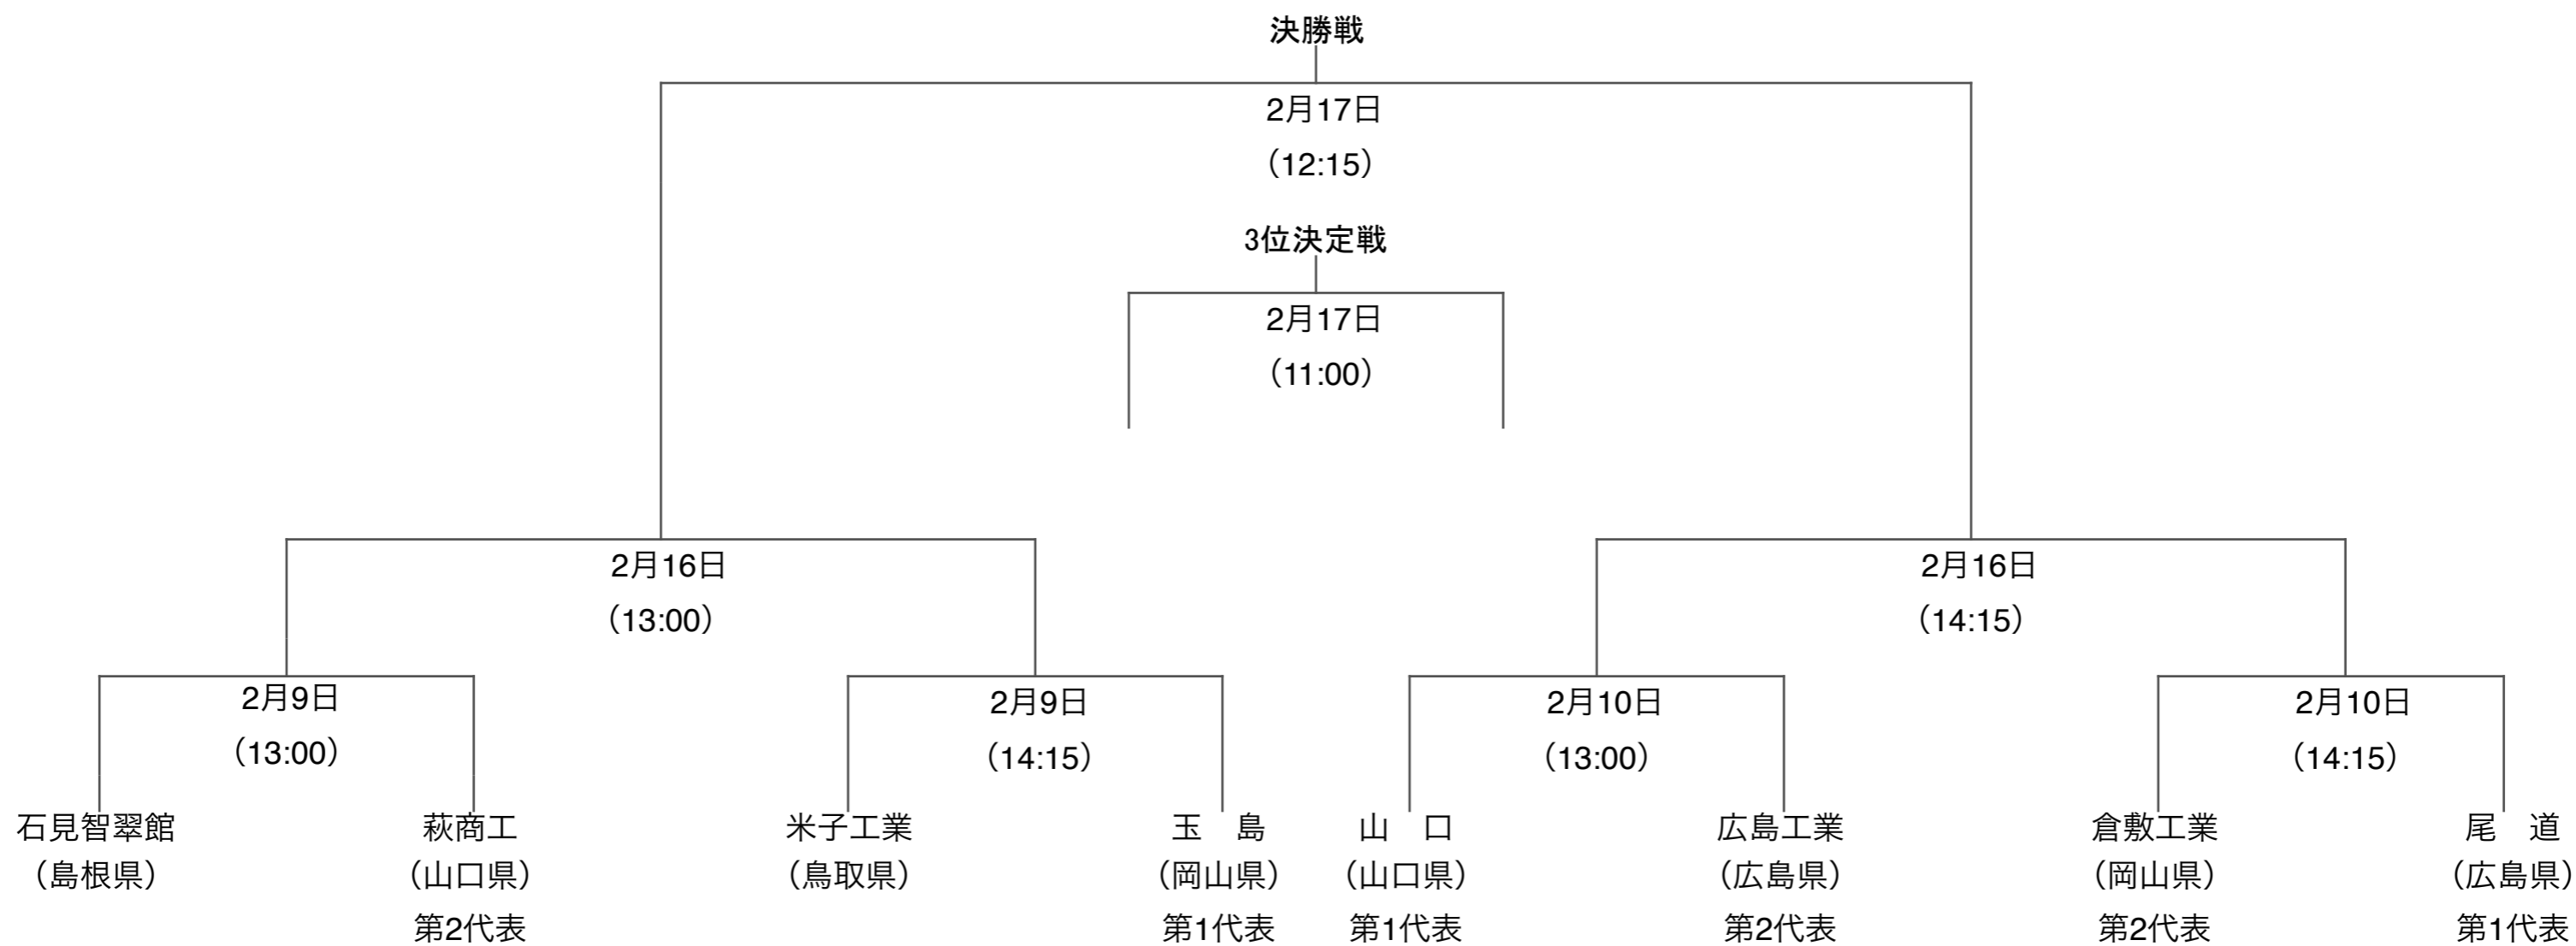 決勝戦
2月17日
（12:15）
3位決定戦
2月17日
（11:00）
2月16日 2月16日
（13:00） （14:15）
2月9日 2月9日 2月10日 2月10日
（13:00） （14:15） （13:00） （14:15）
石見智翠館 萩商工 米子工業 玉　島 山　口 広島工業 倉敷工業 尾　道
（島根県） （山口県） （鳥取県） （岡山県） （山口県） （広島県） （岡山県） （広島県）
第2代表 第1代表 第1代表 第2代表 第2代表 第1代表